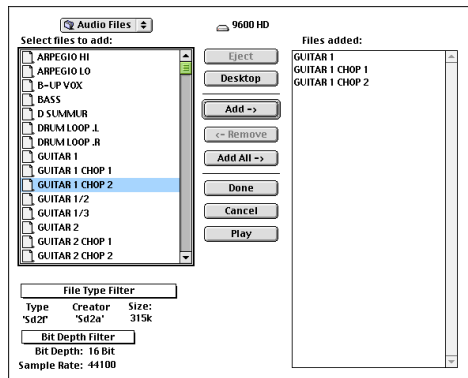 Audio Files
9600 HD
Select files to add:
ARPEGIO HI
ARPEGIO LO
B-UP VOX
BASS
D SUMMUR
DRUM LOOP .L
DRUM LOOP .R
GUITAR 1
GUITAR 1 CHOP 1
GUITAR 1 CHOP 2
GUITAR 1/2
GUITAR 1/3
GUITAR 2
GUITAR 2 CHOP 1
GUITAR 2 CHOP 2
Eject
Desktop
Add ->
<- Remove
Add All ->
Done
Cancel
Play
Files added:
GUITAR 1
GUITAR 1 CHOP 1
GUITAR 1 CHOP 2
File Type Filter
Type Creator Size:
'Sd2f' 'Sd2a' 315k
Bit Depth Filter
Bit Depth: 16 Bit
Sample Rate: 44100